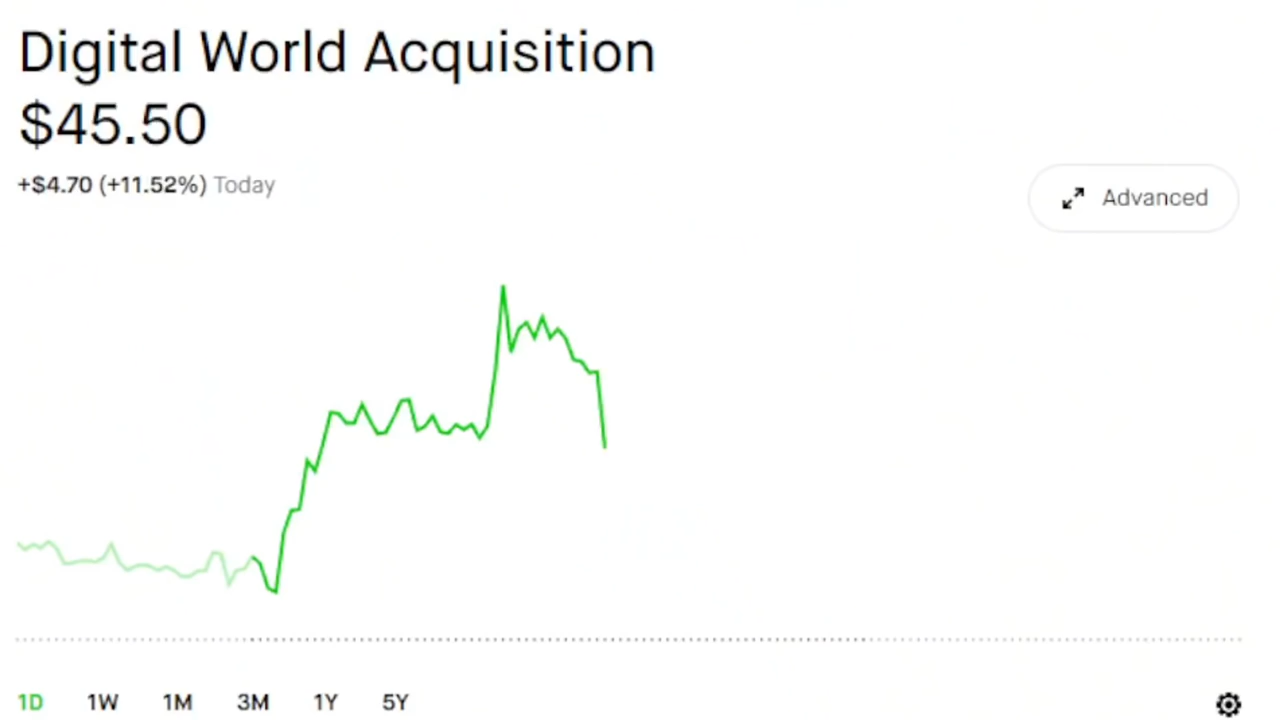 Digital World Acquisition
$45.50
+$4.70 (+11.52%) Today
Advanced
1D 1W 1M 3M 1Y 5Y